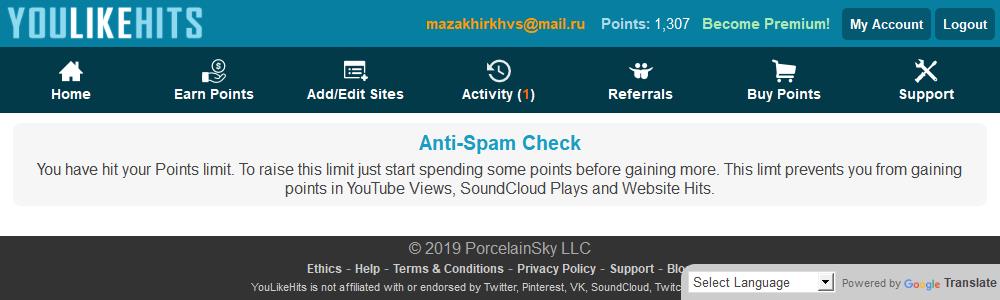 YOULIKEHITS
mazakhirkhvs@mail.ru Points: 1,307 Become Premium! My Account Logout
Home Earn Points Add/Edit Sites Activity (1) Referrals Buy Points Support
Anti-Spam Check
You have hit your Points limit. To raise this limit just start spending some points before gaining more. This limt prevents you from gaining
points in YouTube Views, SoundCloud Plays and Website Hits.
© 2019 PorcelainSky LLC
Ethics - Help - Terms & Conditions - Privacy Policy - Support -
YouLikeHits is not affiliated with or endorsed by Twitter, Pinterest, VK, SoundCloud,
Select Language Powered by Google Translate